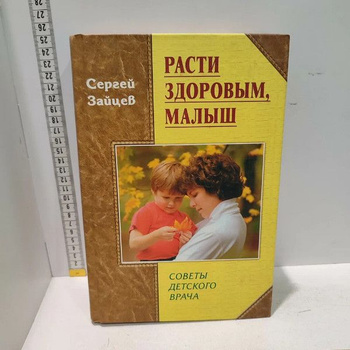 Сергей
Зайцев
РАСТИ
ЗДОРОВЫМ,
МАЛЫШ
СОВЕТЫ
ДЕТСКОГО
ВРАЧА